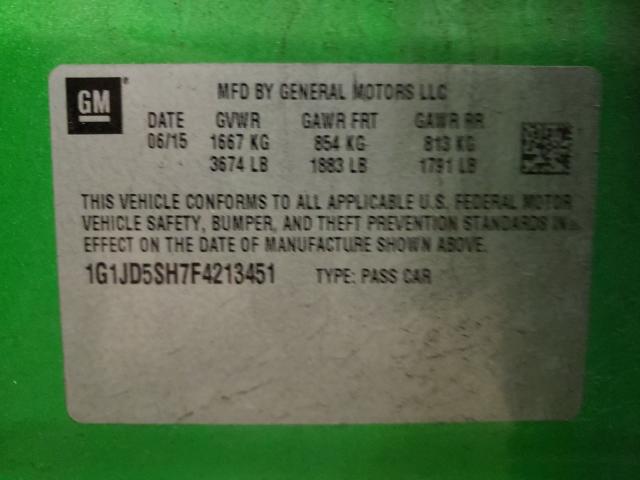 GM®
MFD BY GENERAL MOTORS LLC
DATE GVWR GAWR FRT GAWR RR
06/15 1667 KG 854 KG 813 KG
3674 LB 1883 LB 1791 LB
THIS VEHICLE CONFORMS TO ALL APPLICABLE U.S. FEDERAL MOTOR
VEHICLE SAFETY, BUMPER, AND THEFT PREVENTION STANDARDS IN
EFFECT ON THE DATE OF MANUFACTURE SHOWN ABOVE.
1G1JD5SH7F4213451 TYPE: PASS CAR